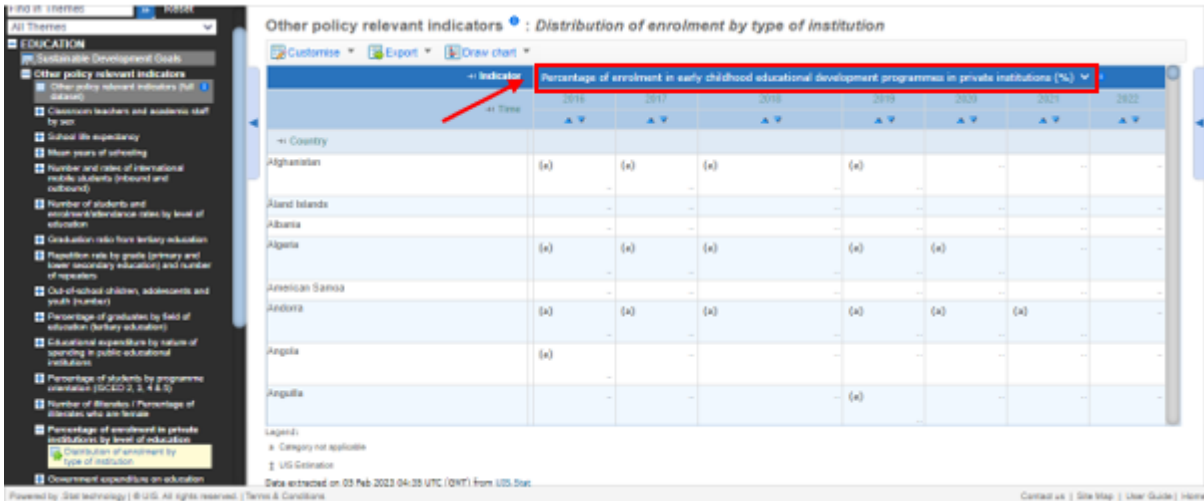 Find in Themes » Reset
All Themes
EDUCATION
Sustainable Development Goals
Other policy relevant indicators
Other policy relevant indicators (full dataset)
Classroom teachers and academic staff
by sex
School life expectancy
Mean years of schooling
Number and rates of international
mobile students (inbound and
outbound)
Number of students and
enrolment/attendance rates by level of
education
Graduation ratio from tertiary education
Repetition rate by grade (primary and
lower secondary education) and number
of repeaters
Out-of-school children, adolescents and
youth (number)
Percentage of graduates by field of
education (tertiary education)
Educational expenditure by nature of
spending in public educational
institutions
Percentage of students by programme
orientation (ISCED 2, 3, 4 & 5)
Number of illiterates / Percentage of
illiterates who are female
Percentage of enrolment in private
institutions by level of education
Distribution of enrolment by
type of institution
Government expenditure on education
Other policy relevant indicators : Distribution of enrolment by type of institution
Customise Export Draw chart
Indicator Percentage of enrolment in early childhood educational development programmes in private institutions (%)
Time 2016 2017 2018 2019 2020 2021 2022
Country
Afghanistan (a) (a) (a) (a) .. .. ..
Åland Islands .. .. .. .. .. .. ..
Albania .. .. .. .. .. .. ..
Algeria (a) (a) (a) (a) (a) .. ..
American Samoa .. .. .. .. .. .. ..
Andorra (a) (a) (a) (a) (a) (a) ..
Angola (a) .. .. .. .. .. ..
Anguilla .. .. .. (a) .. .. ..
Legend:
a Category not applicable
‡ UIS Estimation
Data extracted on 03 Feb 2023 04:35 UTC (GMT) from UIS.Stat
Powered by .Stat technology | © UIS. All rights reserved. | Terms & Conditions
Contact us | Site Map | User Guide |